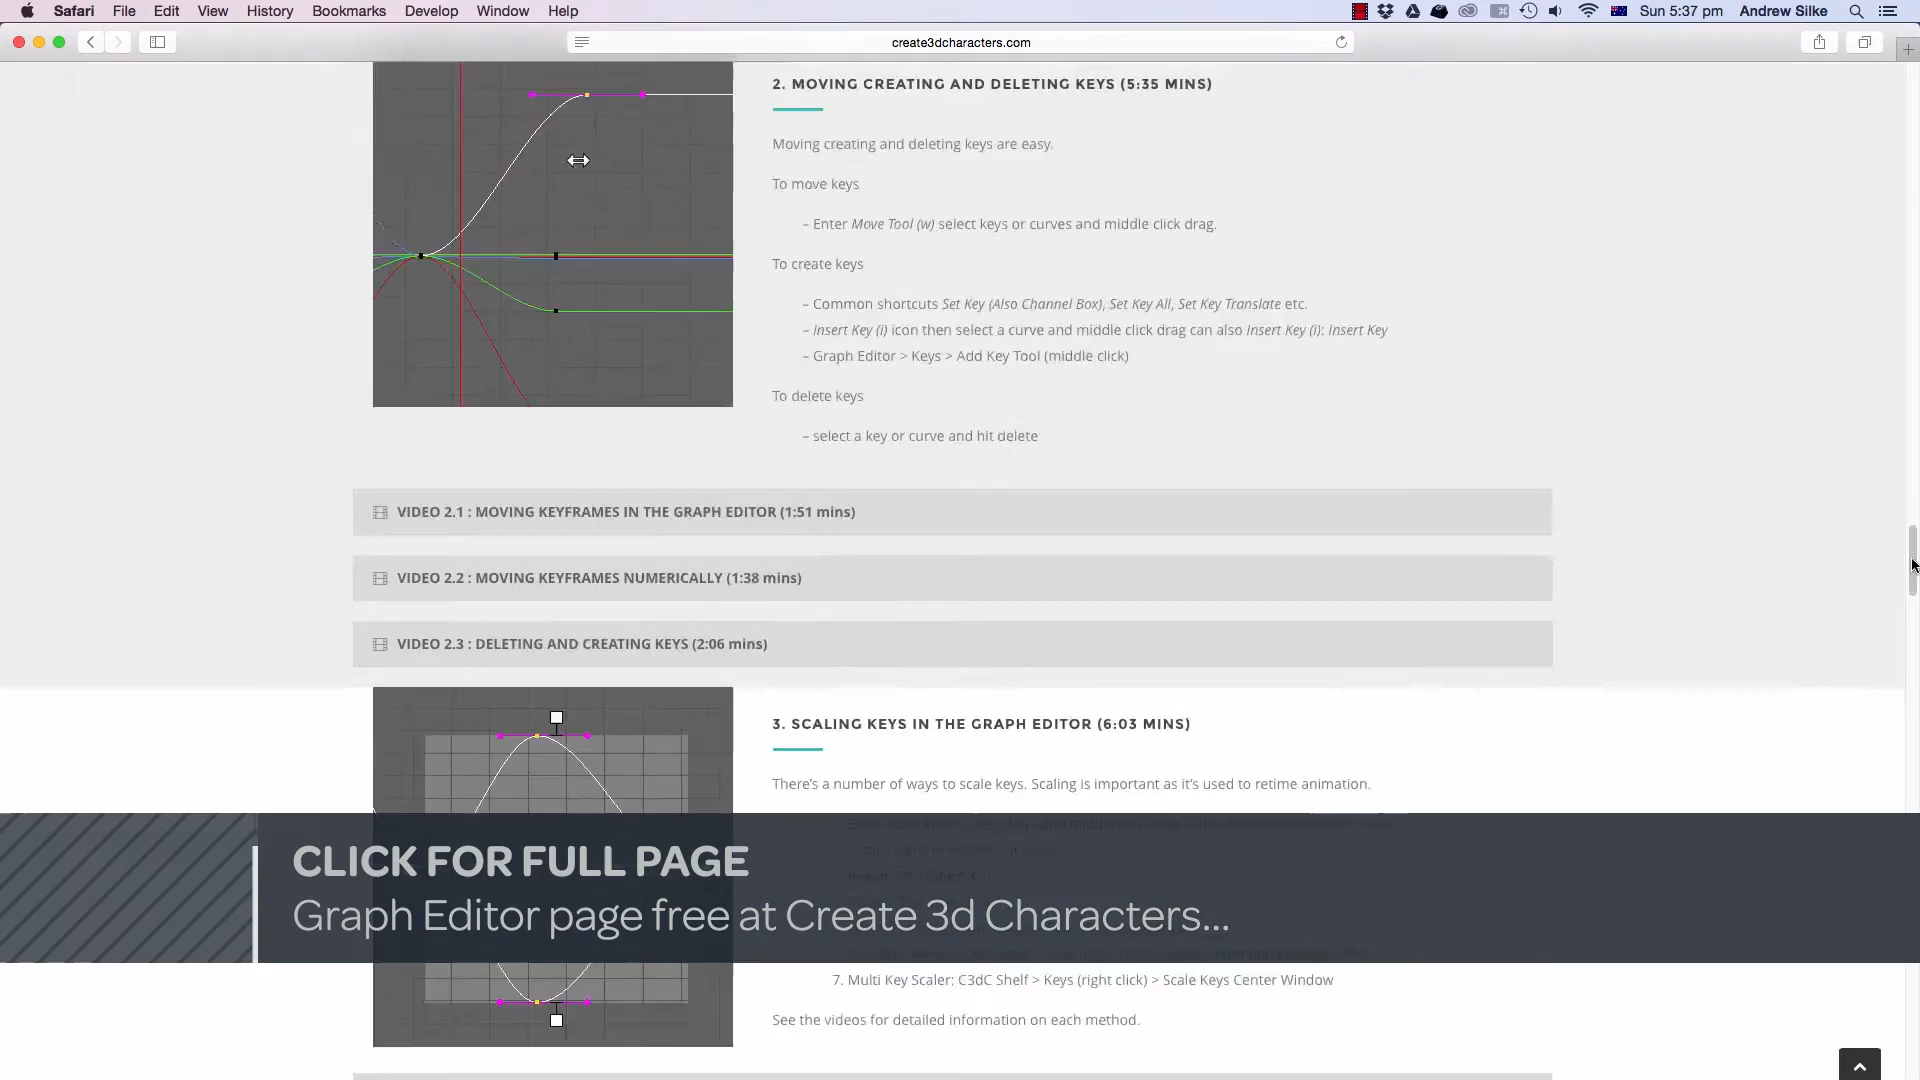 Safari File Edit View History Bookmarks Develop Window Help Sun 5:37 pm Andrew Silke
create3dcharacters.com
2. MOVING CREATING AND DELETING KEYS (5:35 MINS)
Moving creating and deleting keys are easy.
To move keys
– Enter Move Tool (w) select keys or curves and middle click drag.
To create keys
– Common shortcuts Set Key (Also Channel Box), Set Key All, Set Key Translate etc.
– Insert Key (i) icon then select a curve and middle click drag can also Insert Key (i): Insert Key
– Graph Editor > Keys > Add Key Tool (middle click)
To delete keys
– select a key or curve and hit delete
VIDEO 2.1 : MOVING KEYFRAMES IN THE GRAPH EDITOR (1:51 mins)
VIDEO 2.2 : MOVING KEYFRAMES NUMERICALLY (1:38 mins)
VIDEO 2.3 : DELETING AND CREATING KEYS (2:06 mins)
3. SCALING KEYS IN THE GRAPH EDITOR (6:03 MINS)
There's a number of ways to scale keys. Scaling is important as it's used to retime animation.
CLICK FOR FULL PAGE
Graph Editor page free at Create 3d Characters...
7. Multi Key Scaler: C3dC Shelf > Keys (right click) > Scale Keys Center Window
See the videos for detailed information on each method.